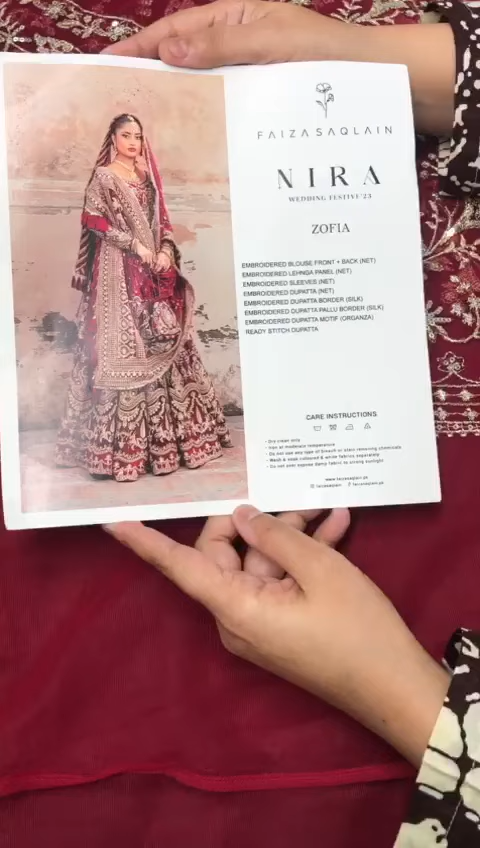 FAIZA SAQLAIN
NIRA
WEDDING FESTIVE'23
ZOFIA
EMBROIDERED BLOUSE FRONT + BACK (NET)
EMBROIDERED LEHNGA PANEL (NET)
EMBROIDERED SLEEVES (NET)
EMBROIDERED DUPATTA (NET)
EMBROIDERED DUPATTA BORDER (SILK)
EMBROIDERED DUPATTA PALLU BORDER (SILK)
EMBROIDERED DUPATTA MOTIF (ORGANZA)
READY STITCH DUPATTA
CARE INSTRUCTIONS
- Dry clean only
- Iron at moderate temperature
- Do not use any type of bleach or stain removing chemicals
- Wash & soak coloured & white fabrics separately
- Do not over expose damp fabric to strong sunlight
www.faizasaqlain.pk
faizasaqlain faizasaqlain.pk